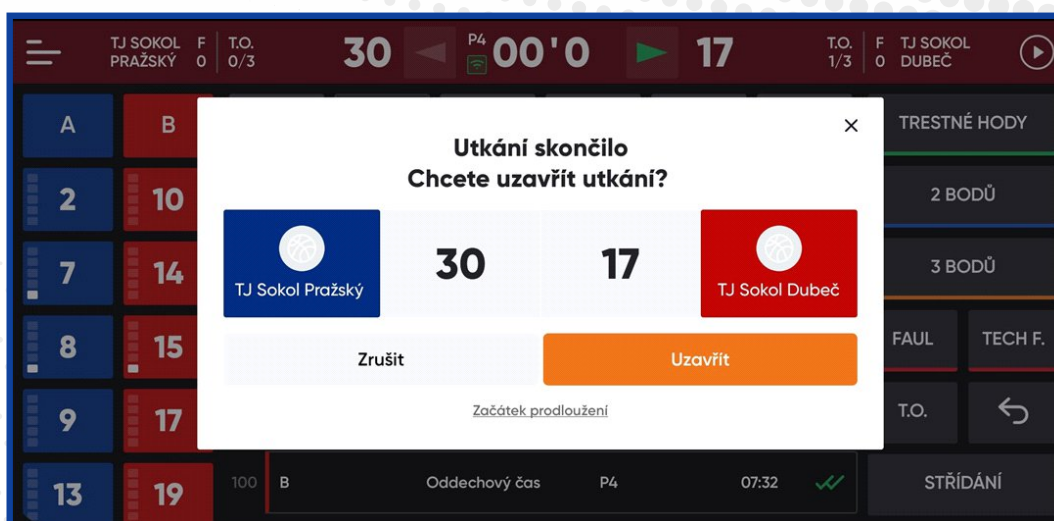 TJ SOKOL PRAŽSKÝ F 0 T.O. 0/3 30 P4 00'0 17 T.O. 1/3 F 0 TJ SOKOL DUBEČ
A B TRESTNÉ HODY
Utkání skončilo
Chcete uzavřít utkání?
2 10 2 BODŮ
30 17
TJ Sokol Pražský TJ Sokol Dubeč
7 14 3 BODŮ
8 15 FAUL TECH F.
Zrušit Uzavřít
Začátek prodloužení
9 17 T.O.
13 19 100 B Oddechový čas P4 07:32 STŘÍDÁNÍ